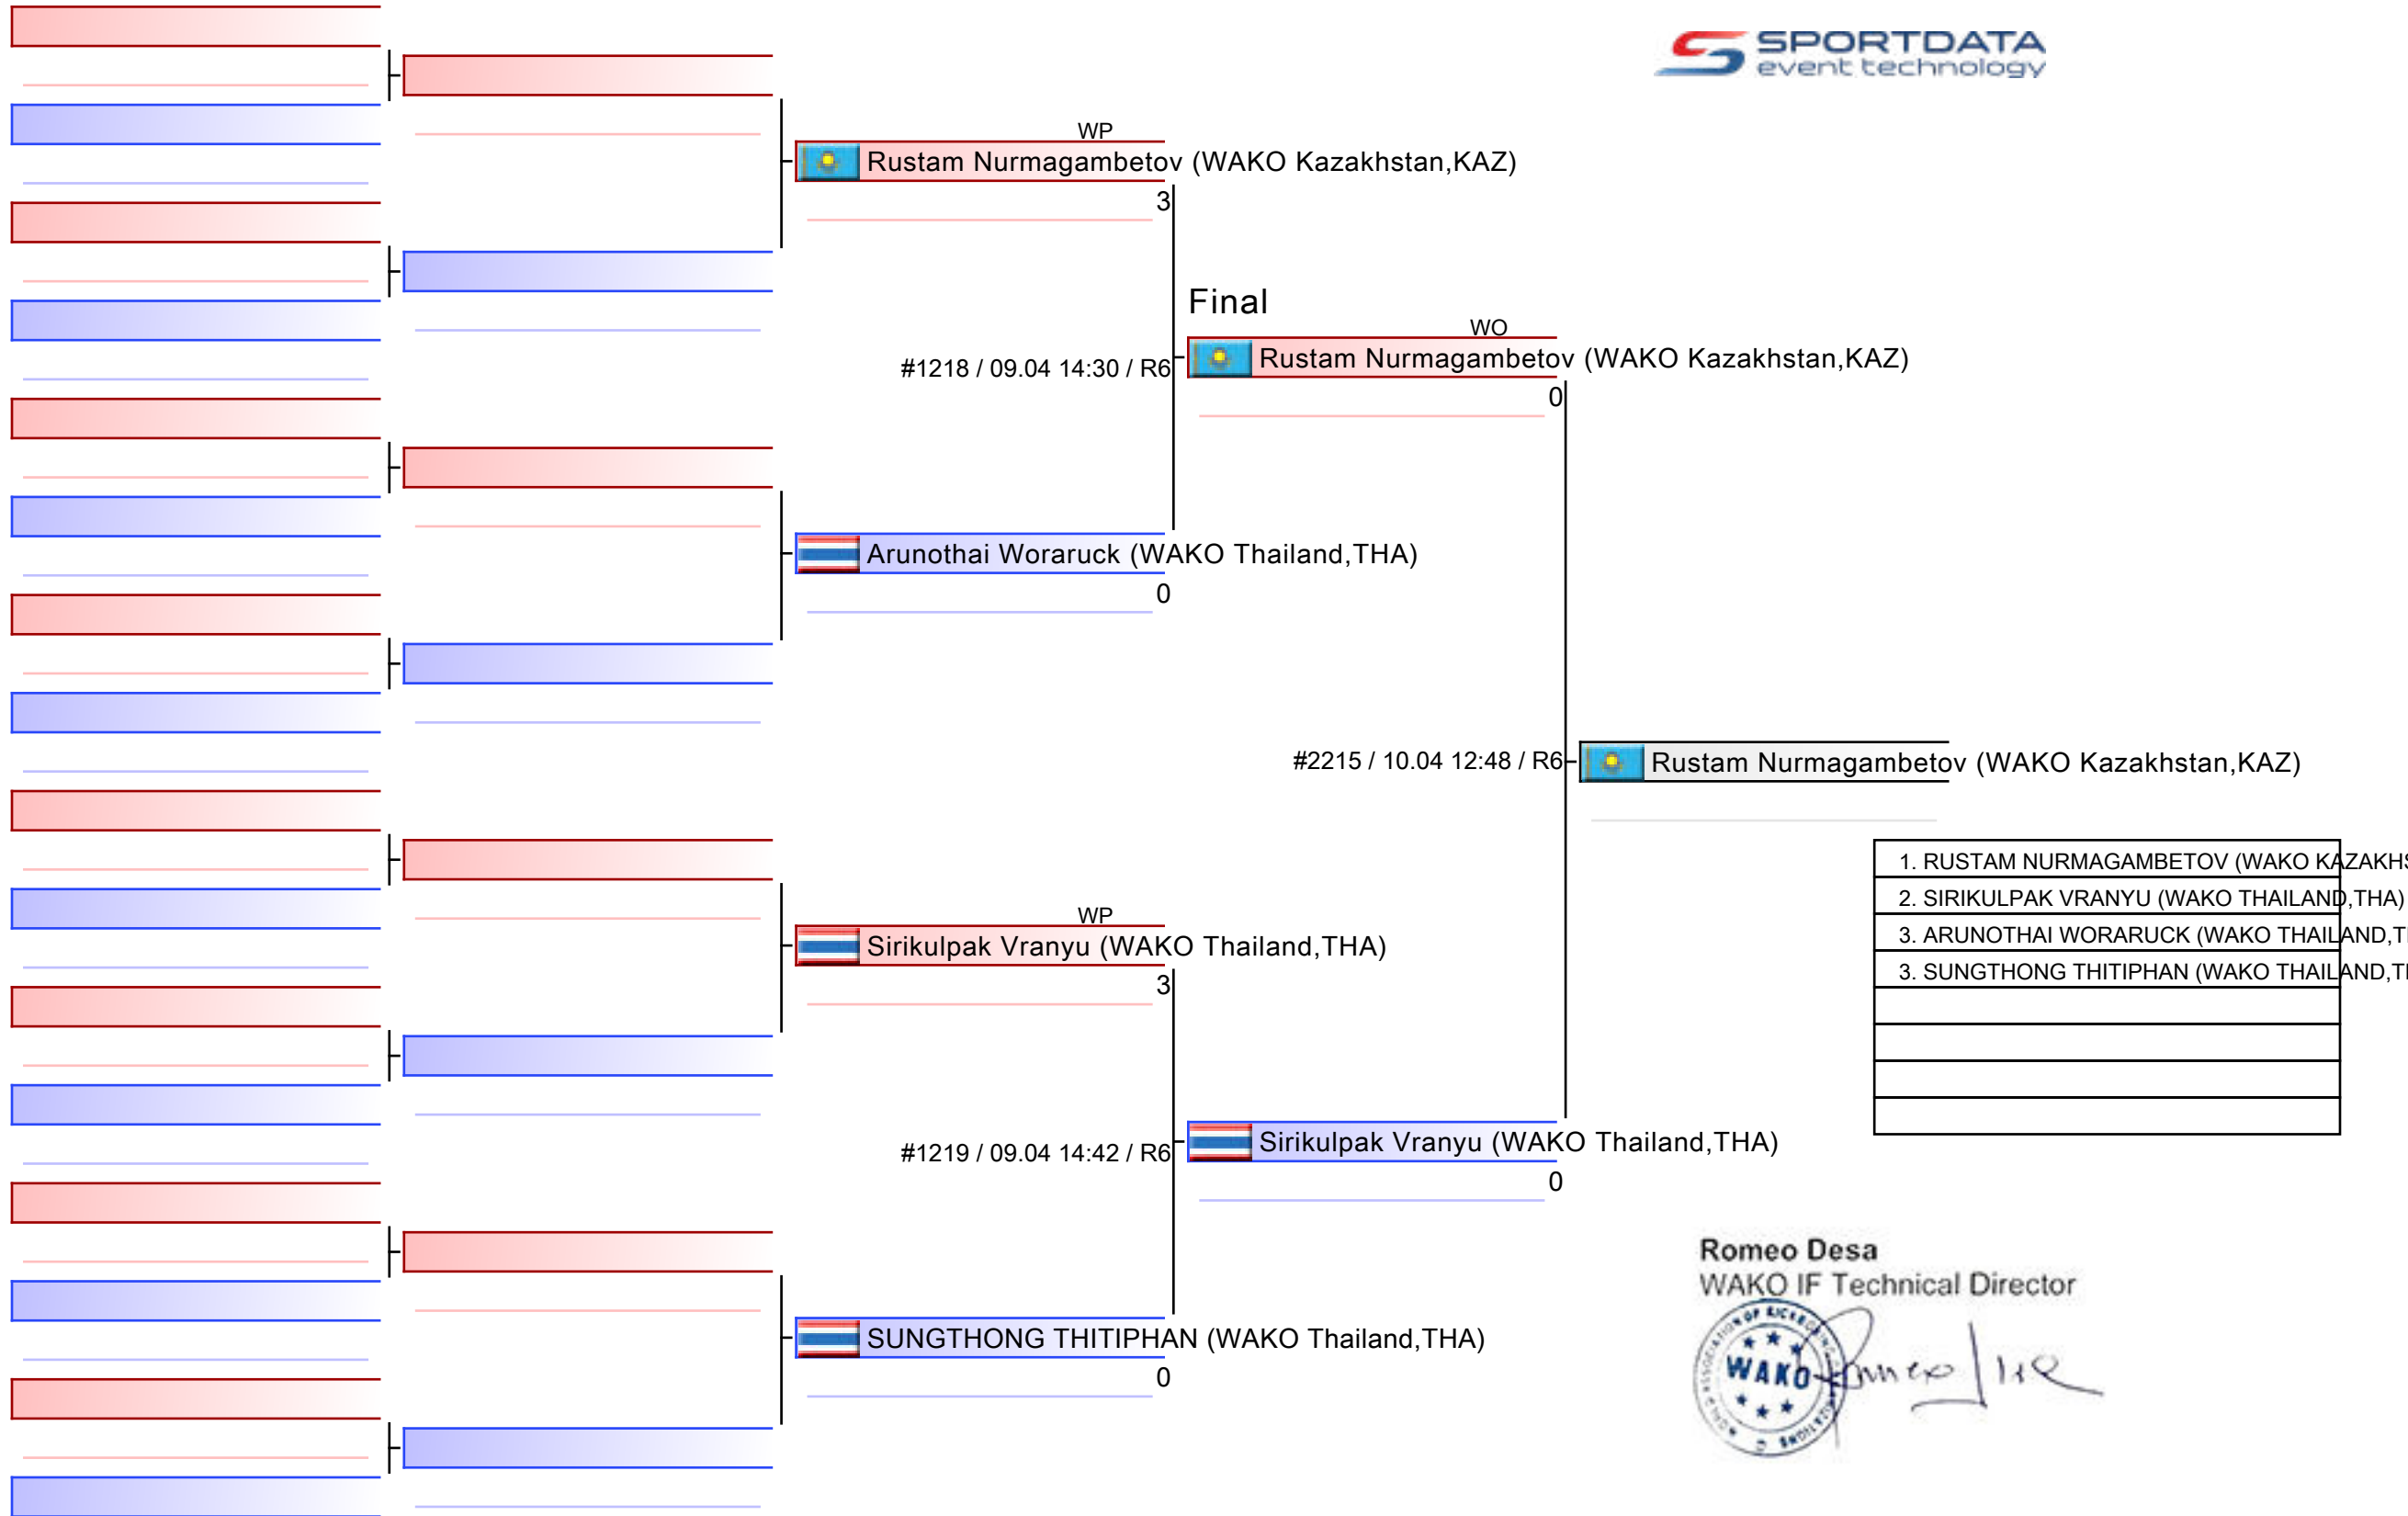 SPORTDATA
event technology
WP
Rustam Nurmagambetov (WAKO Kazakhstan,KAZ)
3
Final
WO
#1218 / 09.04 14:30 / R6
Rustam Nurmagambetov (WAKO Kazakhstan,KAZ)
0
Arunothai Woraruck (WAKO Thailand,THA)
0
#2215 / 10.04 12:48 / R6
Rustam Nurmagambetov (WAKO Kazakhstan,KAZ)
1. RUSTAM NURMAGAMBETOV (WAKO KAZAKHS
2. SIRIKULPAK VRANYU (WAKO THAILAND,THA)
3. ARUNOTHAI WORARUCK (WAKO THAILAND,T
3. SUNGTHONG THITIPHAN (WAKO THAILAND,T
WP
Sirikulpak Vranyu (WAKO Thailand,THA)
3
#1219 / 09.04 14:42 / R6
Sirikulpak Vranyu (WAKO Thailand,THA)
0
SUNGTHONG THITIPHAN (WAKO Thailand,THA)
0
Romeo Desa
WAKO IF Technical Director
WAKO